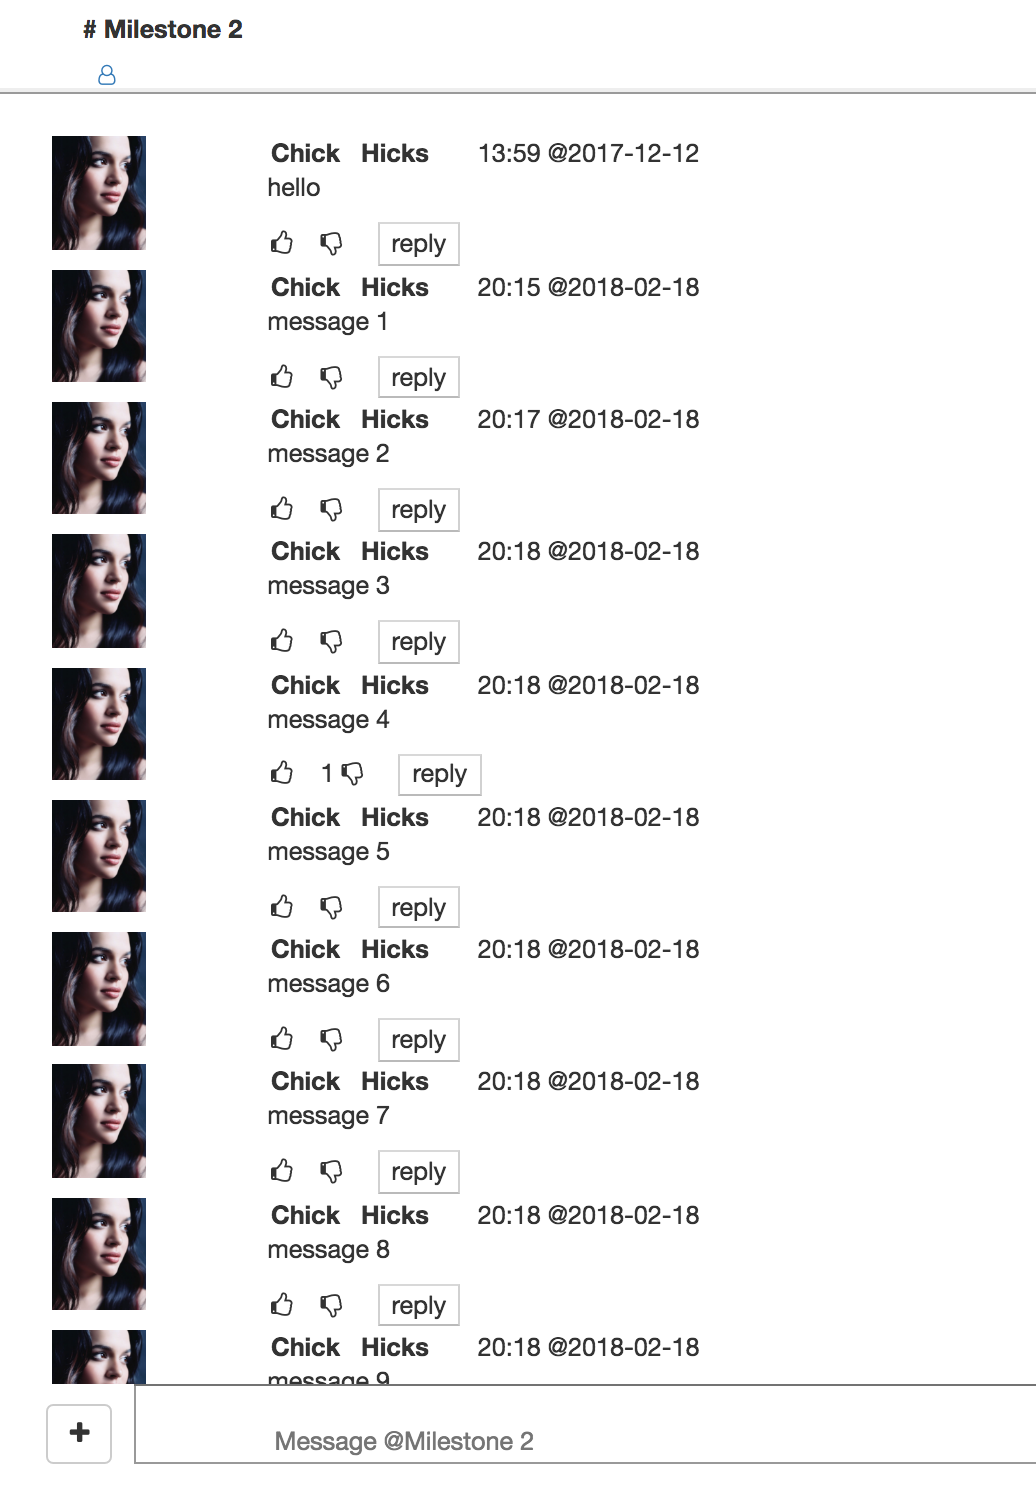 # Milestone 2
Chick Hicks 13:59 @2017-12-12
hello
reply
Chick Hicks 20:15 @2018-02-18
message 1
reply
Chick Hicks 20:17 @2018-02-18
message 2
reply
Chick Hicks 20:18 @2018-02-18
message 3
reply
Chick Hicks 20:18 @2018-02-18
message 4
1 reply
Chick Hicks 20:18 @2018-02-18
message 5
reply
Chick Hicks 20:18 @2018-02-18
message 6
reply
Chick Hicks 20:18 @2018-02-18
message 7
reply
Chick Hicks 20:18 @2018-02-18
message 8
reply
Chick Hicks 20:18 @2018-02-18
message 9
Message @Milestone 2